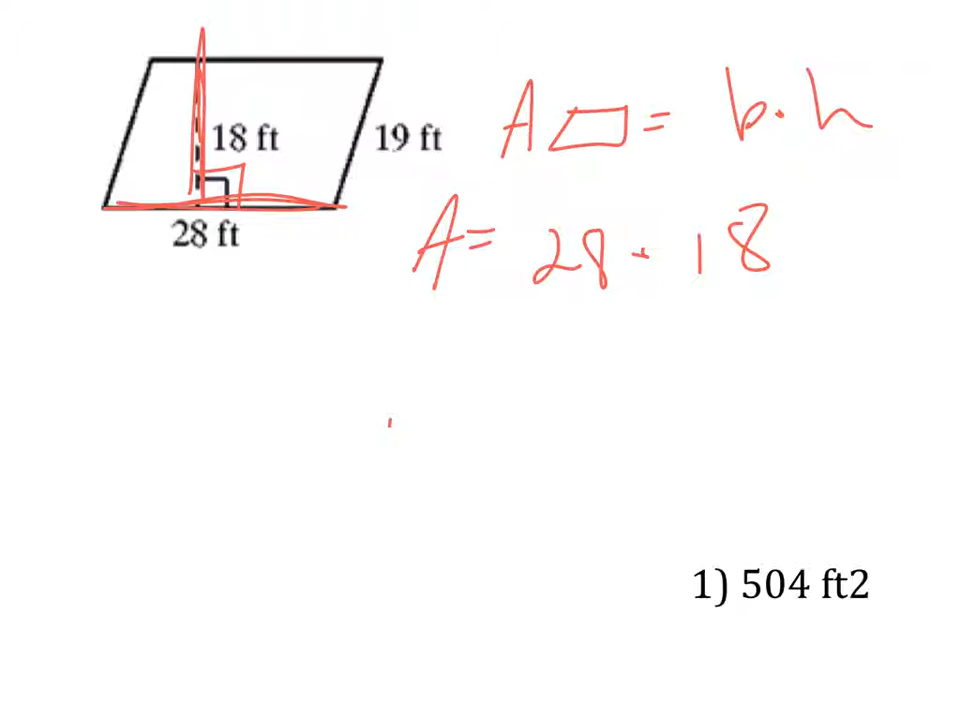 18 ft
19 ft
28 ft
A▱ = b · h
A = 28 · 18
1) 504 ft2